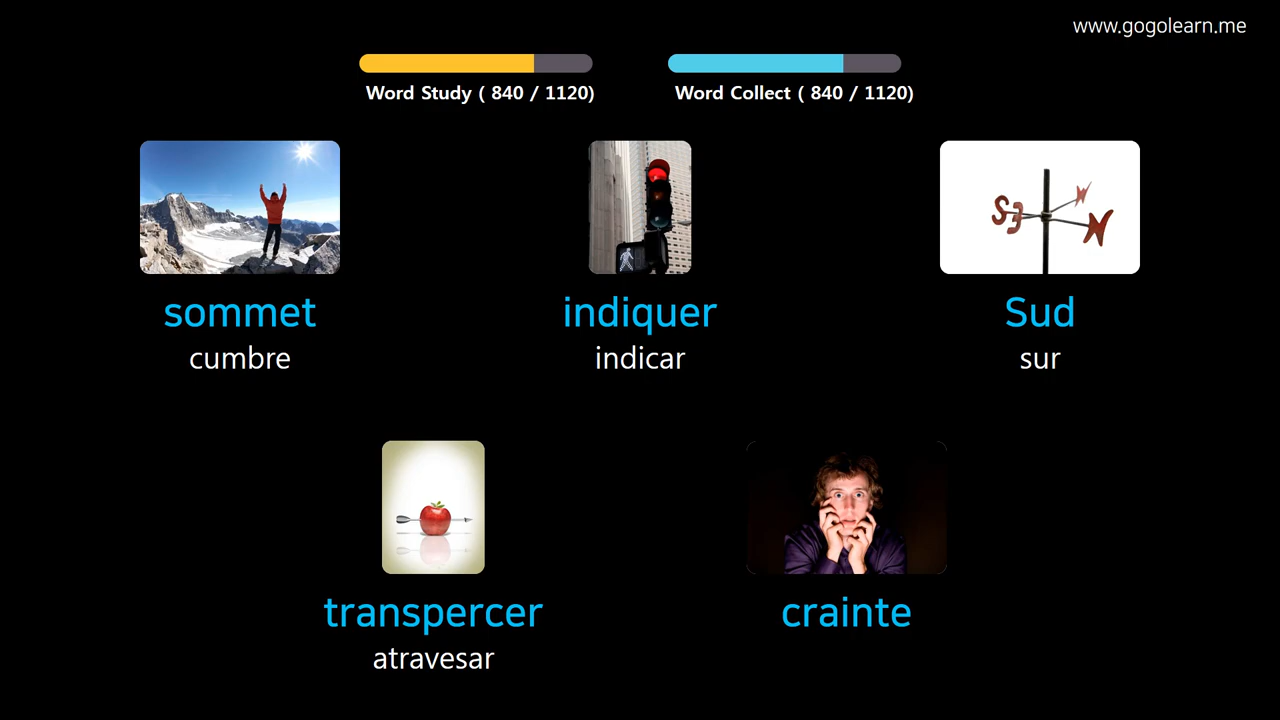 www.gogolearn.me
Word Study ( 840 / 1120)
Word Collect ( 840 / 1120)
sommet
cumbre
indiquer
indicar
Sud
sur
transpercer
atravesar
crainte